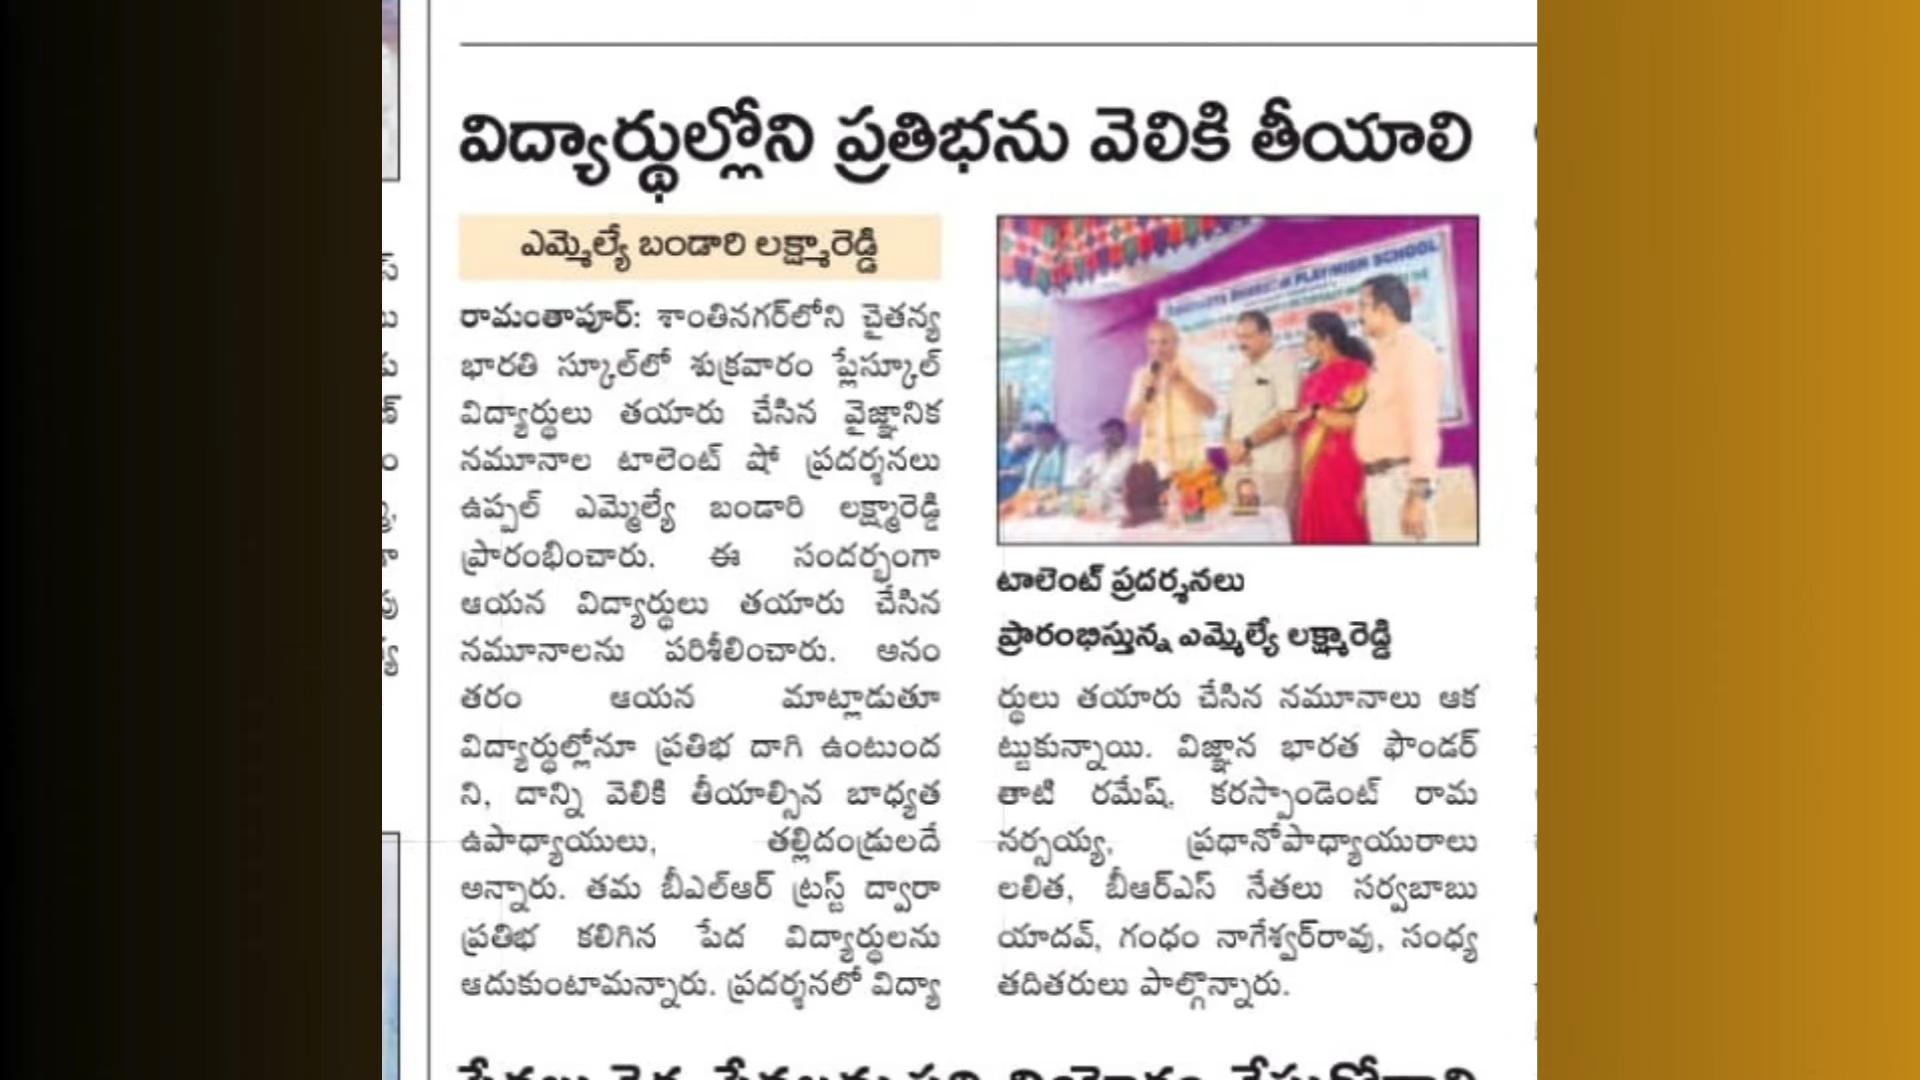 విద్యార్థుల్లోని ప్రతిభను వెలికి తీయాలి
ఎమ్మెల్యే బండారి లక్ష్మారెడ్డి
రామంతాపూర్: శాంతినగర్‌లోని చైతన్య
భారతి స్కూల్‌లో శుక్రవారం ప్లేస్కూల్
విద్యార్థులు తయారు చేసిన వైజ్ఞానిక
నమూనాల టాలెంట్ షో ప్రదర్శనలు
ఉప్పల్ ఎమ్మెల్యే బండారి లక్ష్మారెడ్డి
ప్రారంభించారు. ఈ సందర్భంగా
ఆయన విద్యార్థులు తయారు చేసిన
నమూనాలను పరిశీలించారు. అనం
తరం ఆయన మాట్లాడుతూ
విద్యార్థుల్లోనూ ప్రతిభ దాగి ఉంటుంద
ని, దాన్ని వెలికి తీయాల్సిన బాధ్యత
ఉపాధ్యాయులు, తల్లిదండ్రులదే
అన్నారు. తమ బీఎల్ఆర్ ట్రస్ట్ ద్వారా
ప్రతిభ కలిగిన పేద విద్యార్థులను
ఆదుకుంటామన్నారు. ప్రదర్శనలో విద్యా
PLAY HIGH SCHOOL
టాలెంట్ ప్రదర్శనలు
ప్రారంభిస్తున్న ఎమ్మెల్యే లక్ష్మారెడ్డి
ర్థులు తయారు చేసిన నమూనాలు ఆక
ట్టుకున్నాయి. విజ్ఞాన భారత ఫౌండర్
తాటి రమేష్, కరస్పాండెంట్ రామ
నర్సయ్య, ప్రధానోపాధ్యాయురాలు
లలిత, బీఆర్ఎస్ నేతలు సర్వబాబు
యాదవ్, గంధం నాగేశ్వర్‌రావు, సంధ్య
తదితరులు పాల్గొన్నారు.